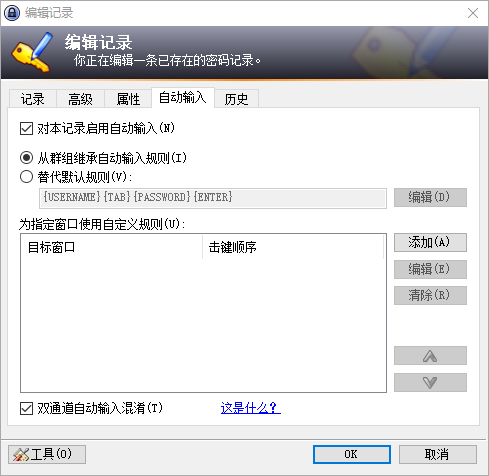 编辑记录
编辑记录
你正在编辑一条已存在的密码记录。
记录 高级 属性 自动输入 历史
对本记录启用自动输入(N)
从群组继承自动输入规则(I)
替代默认规则(V):
{USERNAME}{TAB}{PASSWORD}{ENTER} 编辑(D)
为指定窗口使用自定义规则(U):
目标窗口 击键顺序 添加(A)
编辑(E)
清除(R)
双通道自动输入混淆(T) 这是什么？
工具(O) OK 取消